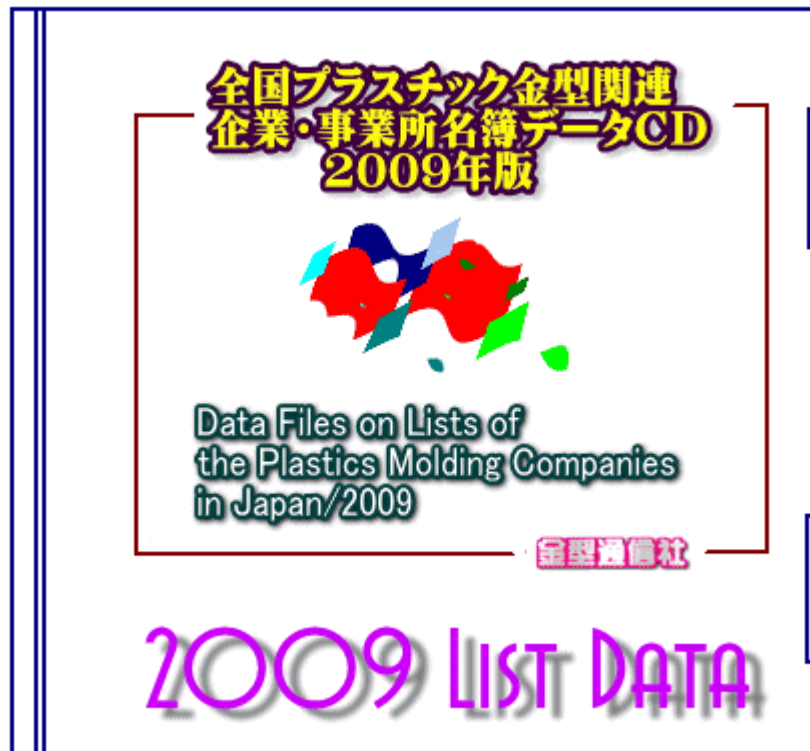 全国プラスチック金型関連
企業・事業所名簿データCD
2009年版
Data Files on Lists of
the Plastics Molding Companies
in Japan/2009
金型通信社
2009 LIST DATA